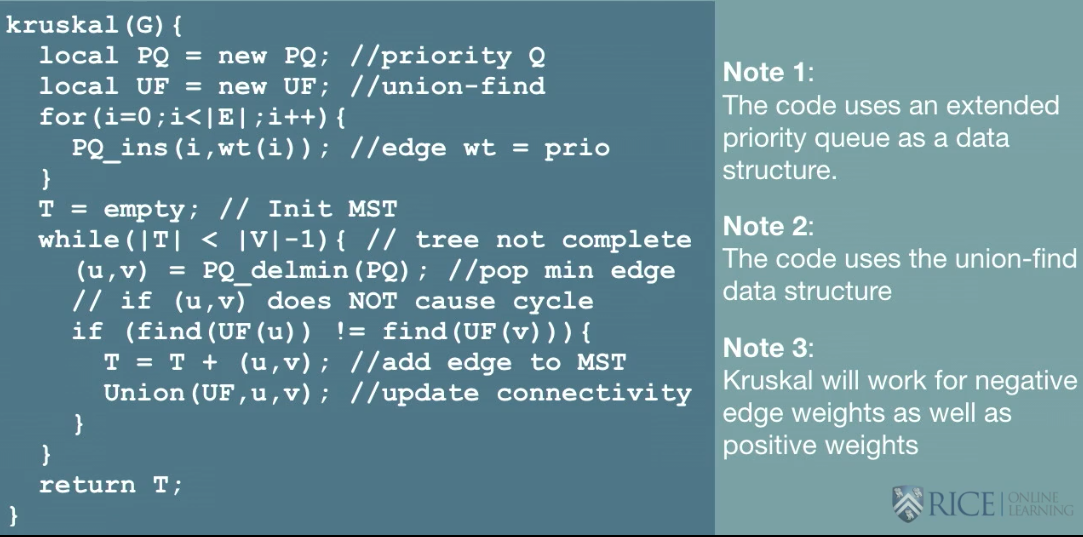 kruskal(G){
local PQ = new PQ; //priority Q
local UF = new UF; //union-find
for(i=0;i<|E|;i++){
PQ_ins(i,wt(i)); //edge wt = prio
}
T = empty; // Init MST
while(|T| < |V|-1){ // tree not complete
(u,v) = PQ_delmin(PQ); //pop min edge
// if (u,v) does NOT cause cycle
if (find(UF(u)) != find(UF(v))){
T = T + (u,v); //add edge to MST
Union(UF,u,v); //update connectivity
}
}
return T;
}
Note 1:
The code uses an extended
priority queue as a data
structure.
Note 2:
The code uses the union-find
data structure
Note 3:
Kruskal will work for negative
edge weights as well as
positive weights
RICE ONLINE
LEARNING